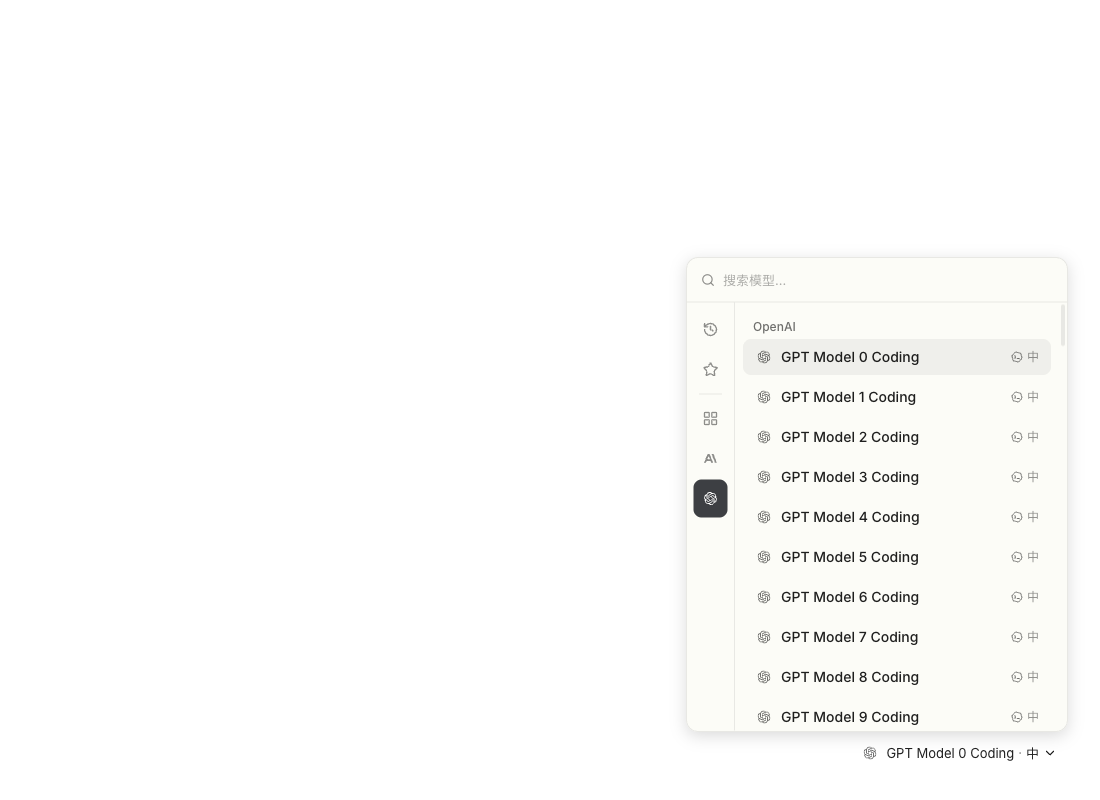 搜索模型...
OpenAI
GPT Model 0 Coding 中
GPT Model 1 Coding 中
GPT Model 2 Coding 中
GPT Model 3 Coding 中
GPT Model 4 Coding 中
GPT Model 5 Coding 中
GPT Model 6 Coding 中
GPT Model 7 Coding 中
GPT Model 8 Coding 中
GPT Model 9 Coding 中
GPT Model 0 Coding · 中